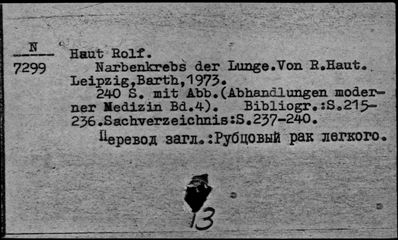 N
7299
Haut Rolf.
Narbenkrebs der Lunge.Von R.Haut.
Leipzig,Barth,1973.
240 S. mit Abb.(Abhandlungen moder-
ner Medizin Bd.4). Bibliogr.:S.215-
236.Sachverzeichnis:S.237-240.
Перевод загл.:Рубцовый рак легкого.
13